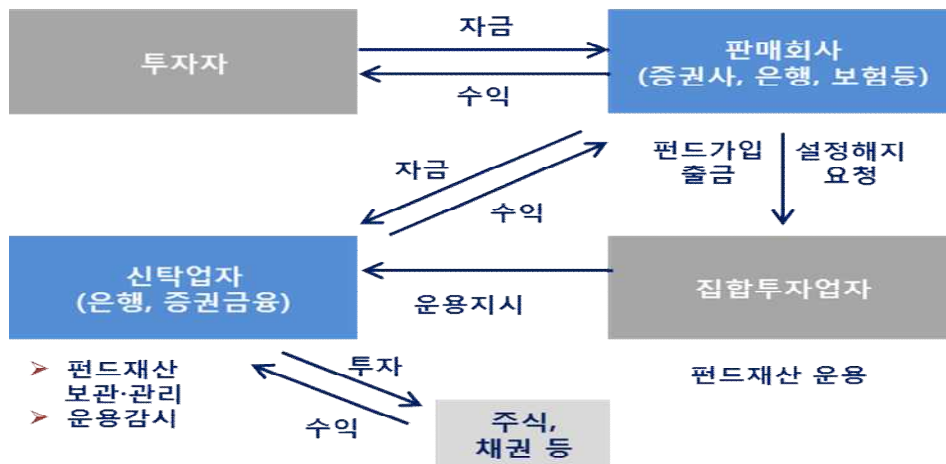 자금
투자자
판매회사
(증권사, 은행, 보험등)
수익
펀드가입
출금
설정해지
요청
자금
수익
신탁업자
(은행, 증권금융)
운용지시
집합투자업자
➢ 펀드재산
보관·관리
➢ 운용감시
투자
수익
펀드재산 운용
주식,
채권 등